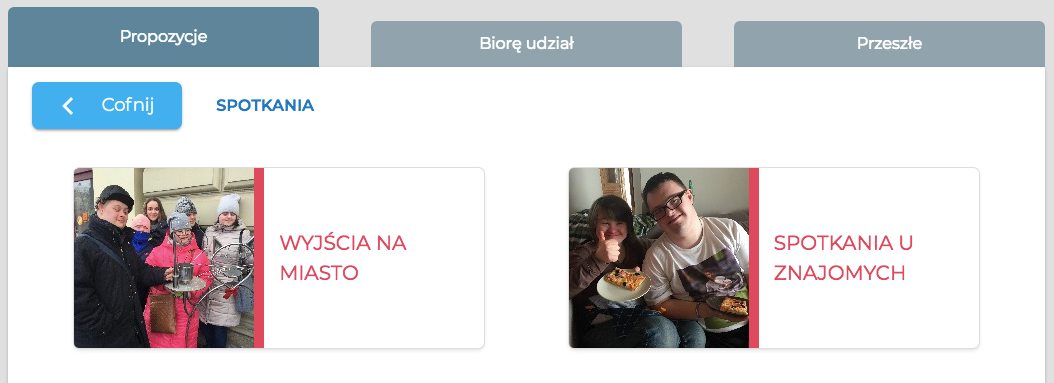 Propozycje
Biorę udział
Przeszłe
Cofnij
SPOTKANIA
WYJŚCIA NA
MIASTO
SPOTKANIA U
ZNAJOMYCH